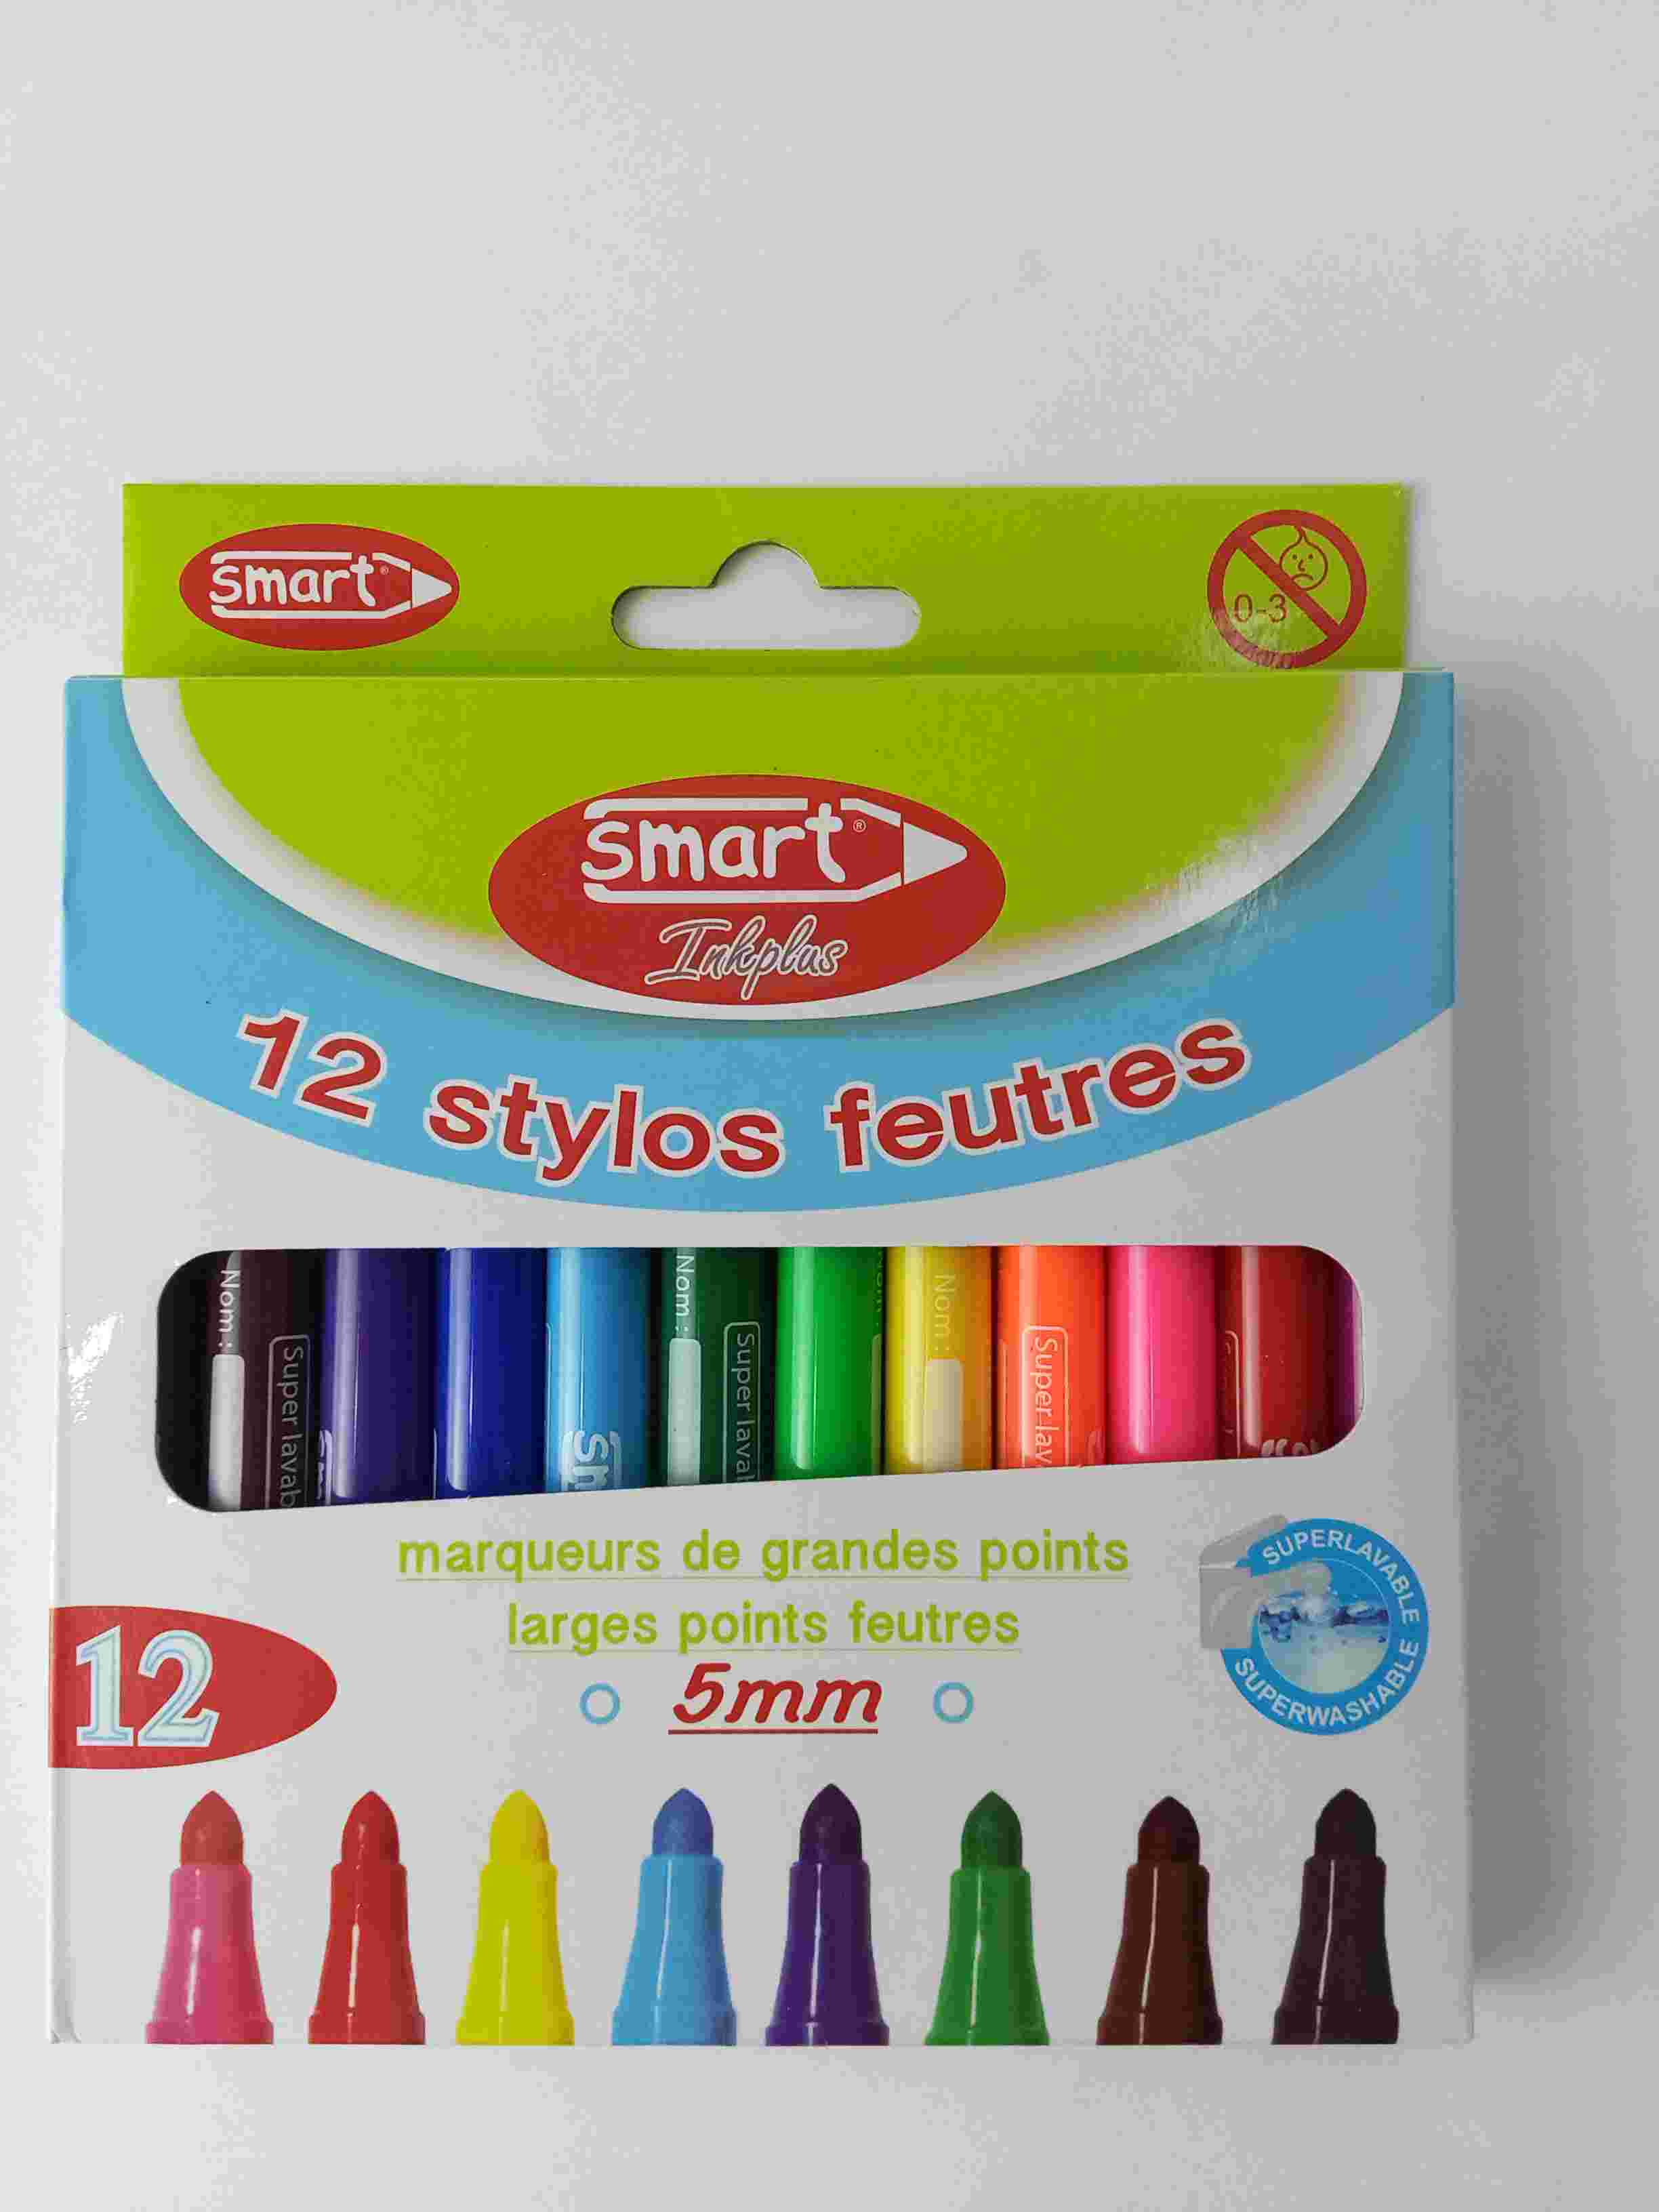 smart®
0-3
smart®
Inkplus
12 stylos feutres
Nom:
Super lavab
Nom:
Super lava
Nom:
Super lav
marqueurs de grandes points
larges points feutres
5mm
12
SUPERLAVABLE
SUPERWASHABLE